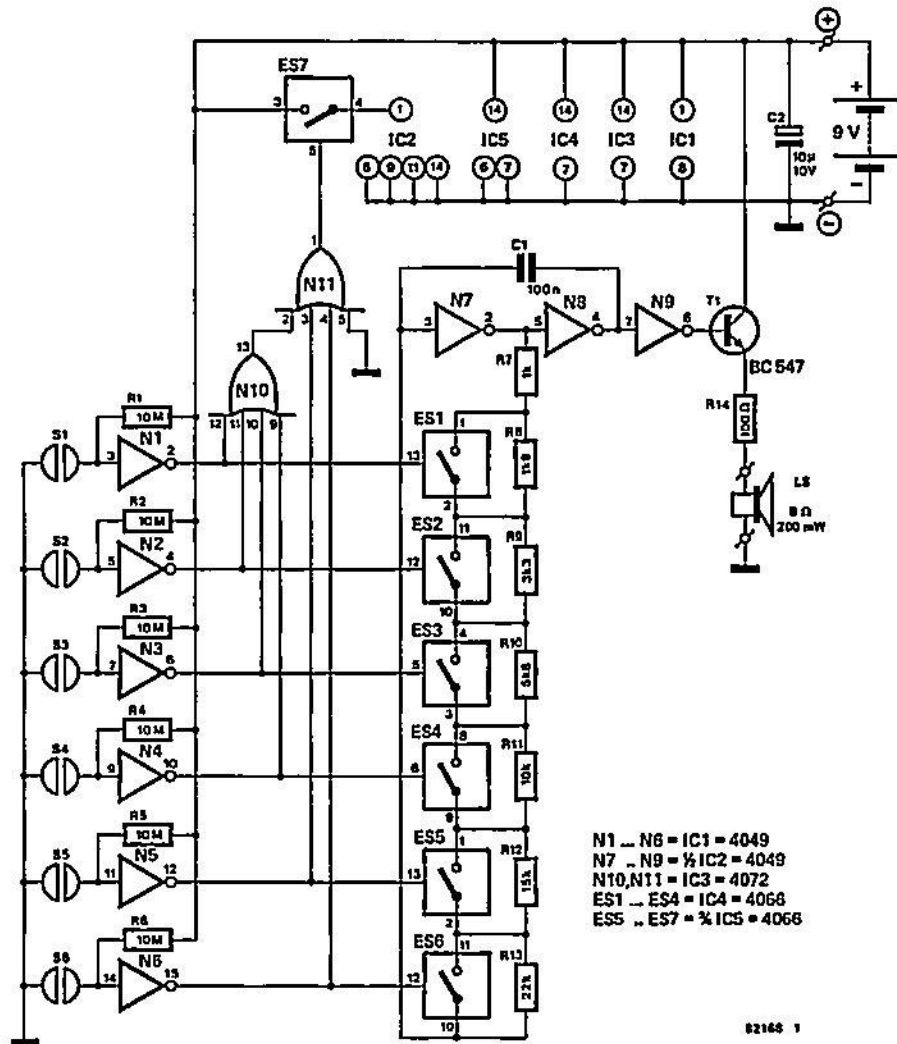 +
ES7
3 4
1
14
14
14
1
5
IC2
IC5
IC4
IC3
IC1
C2
10µ
10V
+
9 V
-
8 9 11 14
6 7
7
7
8
-
1
N11
2 3 4 5
C1
100n
N7
N8
N9
T1
3 2
5 4
7 6
BC 547
R7
1k
13
N10
12 11 10 9
R14
LS
8 Ω
200 mW
S1
R1
10M
N1
3 2
13
ES1
1
2
R8
1k8
S2
R2
10M
N2
5 4
12
ES2
11
10
R9
3k3
S3
R3
10M
N3
7 6
5
ES3
4
3
R10
S4
R4
10M
N4
9 10
6
ES4
8
9
R11
10k
S5
R5
10M
N5
11 12
13
ES5
1
2
R12
15k
S6
R6
10M
N6
14 15
12
ES6
11
10
R13
22k
N1 ... N6 = IC1 = 4049
N7 .. N9 = ½ IC2 = 4049
N10,N11 = IC3 = 4072
ES1 ... ES4 = IC4 = 4066
ES5 .. ES7 = ¾ IC5 = 4066
82168 1